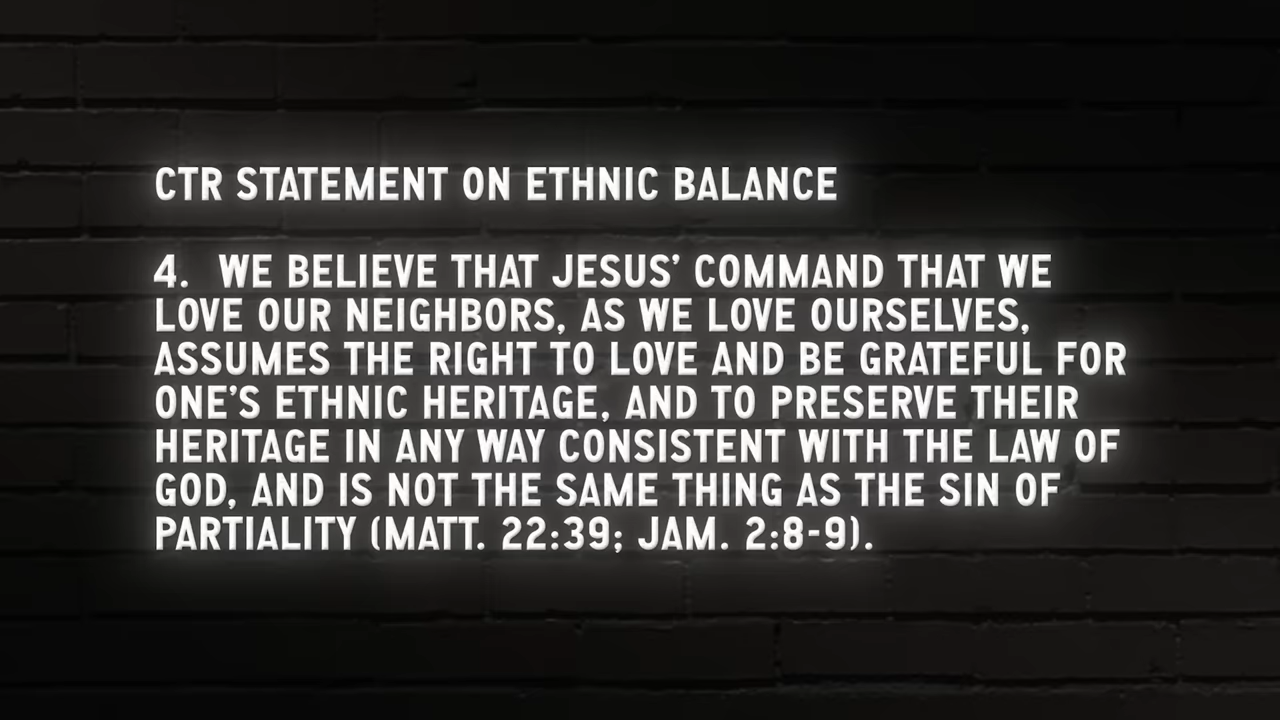 CTR STATEMENT ON ETHNIC BALANCE
4. WE BELIEVE THAT JESUS’ COMMAND THAT WE
LOVE OUR NEIGHBORS, AS WE LOVE OURSELVES,
ASSUMES THE RIGHT TO LOVE AND BE GRATEFUL FOR
ONE’S ETHNIC HERITAGE, AND TO PRESERVE THEIR
HERITAGE IN ANY WAY CONSISTENT WITH THE LAW OF
GOD, AND IS NOT THE SAME THING AS THE SIN OF
PARTIALITY (MATT. 22:39; JAM. 2:8-9).